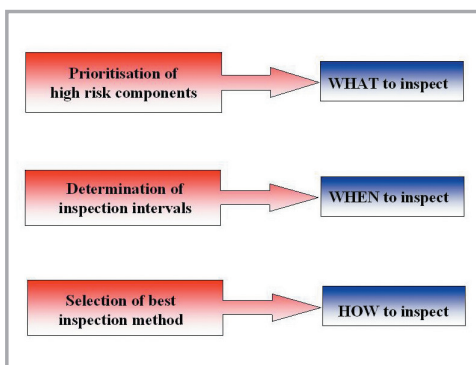 Prioritisation of
high risk components
WHAT to inspect
Determination of
inspection intervals
WHEN to inspect
Selection of best
inspection method
HOW to inspect